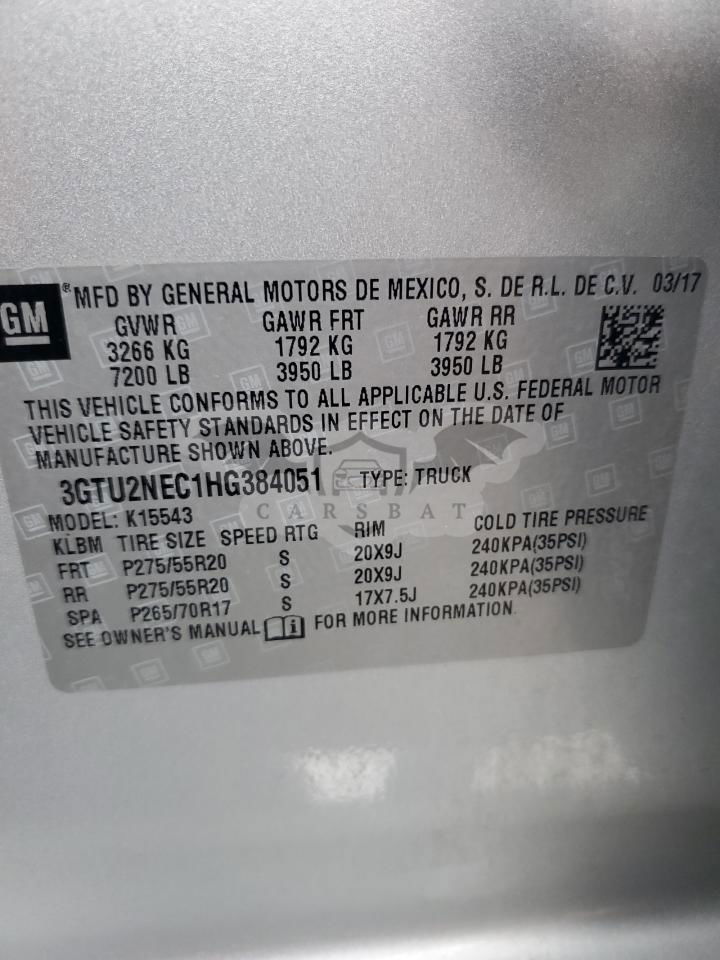 GM
®MFD BY GENERAL MOTORS DE MEXICO, S. DE R.L. DE C.V. 03/17
GVWR GAWR FRT GAWR RR
3266 KG 1792 KG 1792 KG
7200 LB 3950 LB 3950 LB
THIS VEHICLE CONFORMS TO ALL APPLICABLE U.S. FEDERAL MOTOR
VEHICLE SAFETY STANDARDS IN EFFECT ON THE DATE OF
MANUFACTURE SHOWN ABOVE.
3GTU2NEC1HG384051 TYPE: TRUCK
CARSBAT
MODEL: K15543
KLBM TIRE SIZE SPEED RTG RIM COLD TIRE PRESSURE
FRT P275/55R20 S 20X9J 240KPA(35PSI)
RR P275/55R20 S 20X9J 240KPA(35PSI)
SPA P265/70R17 S 17X7.5J 240KPA(35PSI)
SEE OWNER'S MANUAL i FOR MORE INFORMATION.